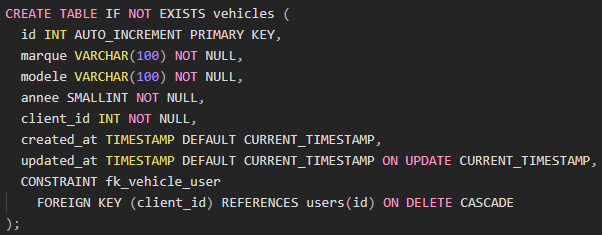 CREATE TABLE IF NOT EXISTS vehicles (
  id INT AUTO_INCREMENT PRIMARY KEY,
  marque VARCHAR(100) NOT NULL,
  modele VARCHAR(100) NOT NULL,
  annee SMALLINT NOT NULL,
  client_id INT NOT NULL,
  created_at TIMESTAMP DEFAULT CURRENT_TIMESTAMP,
  updated_at TIMESTAMP DEFAULT CURRENT_TIMESTAMP ON UPDATE CURRENT_TIMESTAMP,
  CONSTRAINT fk_vehicle_user
    FOREIGN KEY (client_id) REFERENCES users(id) ON DELETE CASCADE
);